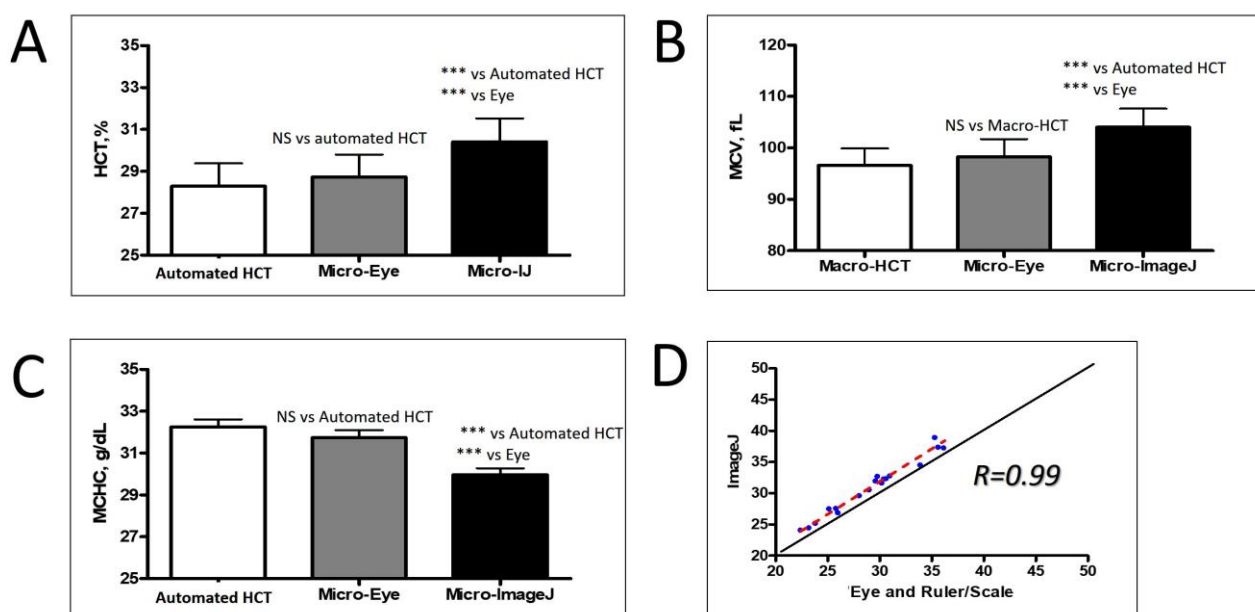 A
HCT,%
35
33
31
29
27
25
*** vs Automated HCT
*** vs Eye
NS vs automated HCT
Automated HCT
Micro-Eye
Micro-IJ
B
MCV, fL
120
110
100
90
80
*** vs Automated HCT
*** vs Eye
NS vs Macro-HCT
Macro-HCT
Micro-Eye
Micro-ImageJ
C
MCHC, g/dL
35
33
31
29
27
25
NS vs Automated HCT
*** vs Automated HCT
*** vs Eye
Automated HCT
Micro-Eye
Micro-ImageJ
D
ImageJ
50
45
40
35
30
25
20
R=0.99
20 25 30 35 40 45 50
'Eye and Ruler/Scale